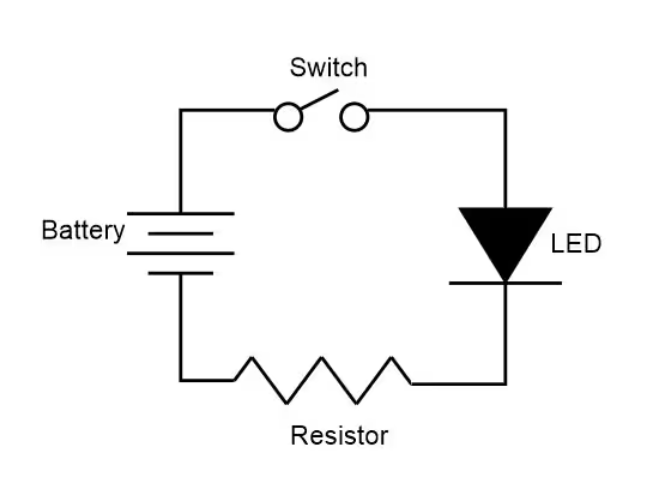 Switch
Battery
LED
Resistor